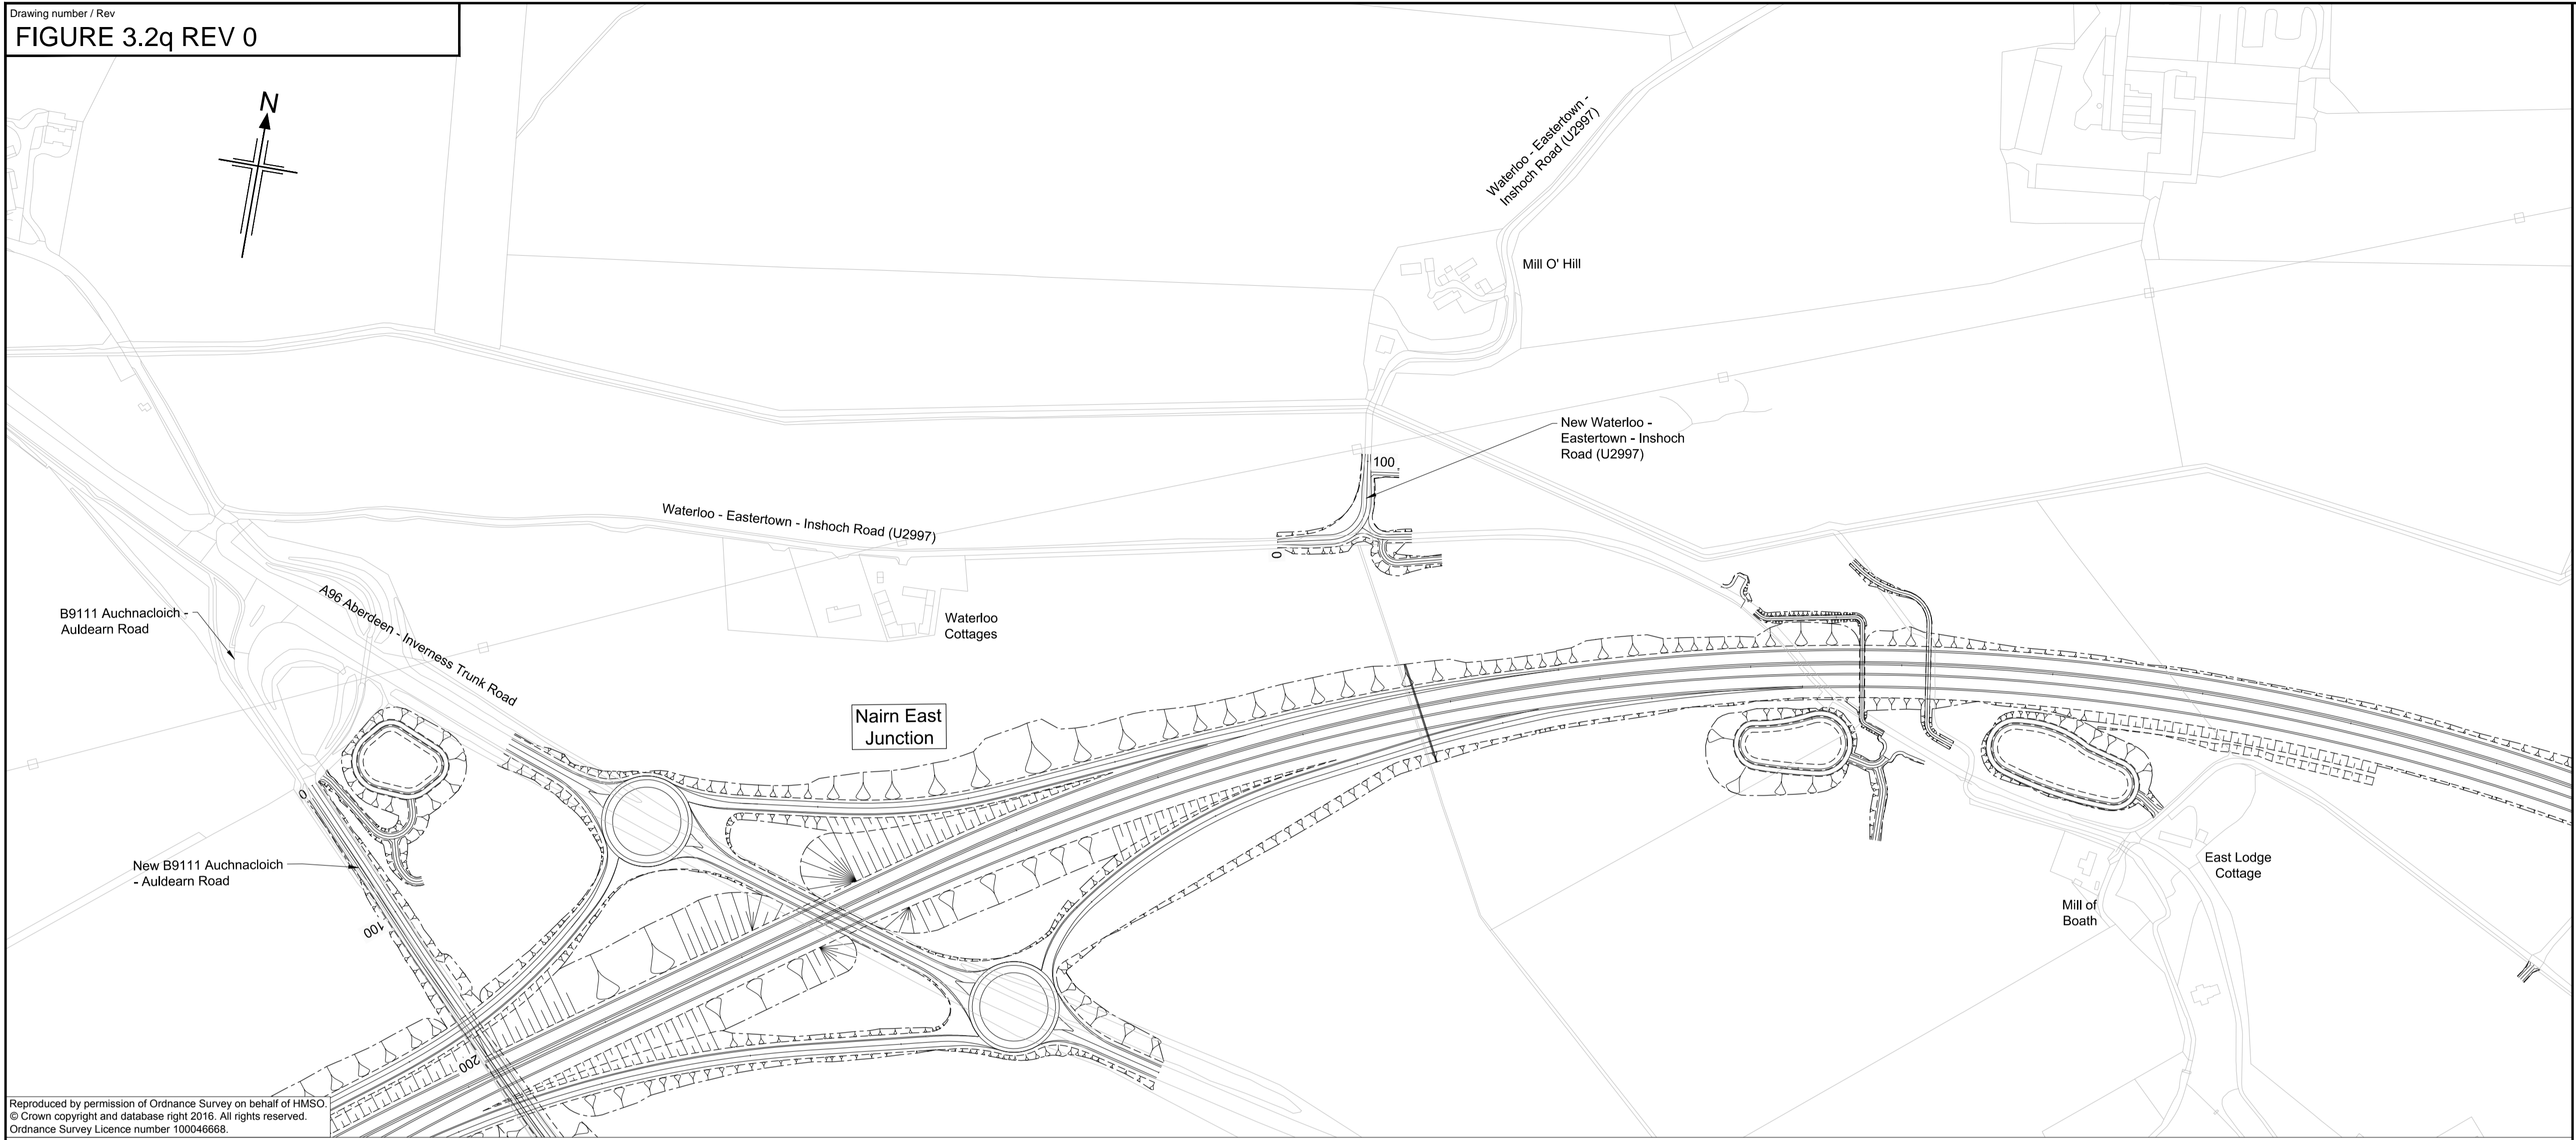 Drawing number / Rev
FIGURE 3.2q REV 0
N
Waterloo - Eastertown -
Inshoch Road (U2997)
Mill O' Hill
New Waterloo -
Eastertown - Inshoch
Road (U2997)
100
0
Waterloo - Eastertown - Inshoch Road (U2997)
A96 Aberdeen - Inverness Trunk Road
B9111 Auchnacloich -
Auldearn Road
Waterloo
Cottages
Nairn East
Junction
0
New B9111 Auchnacloich
- Auldearn Road
100
200
East Lodge
Cottage
Mill of
Boath
Reproduced by permission of Ordnance Survey on behalf of HMSO.
© Crown copyright and database right 2016. All rights reserved.
Ordnance Survey Licence number 100046668.